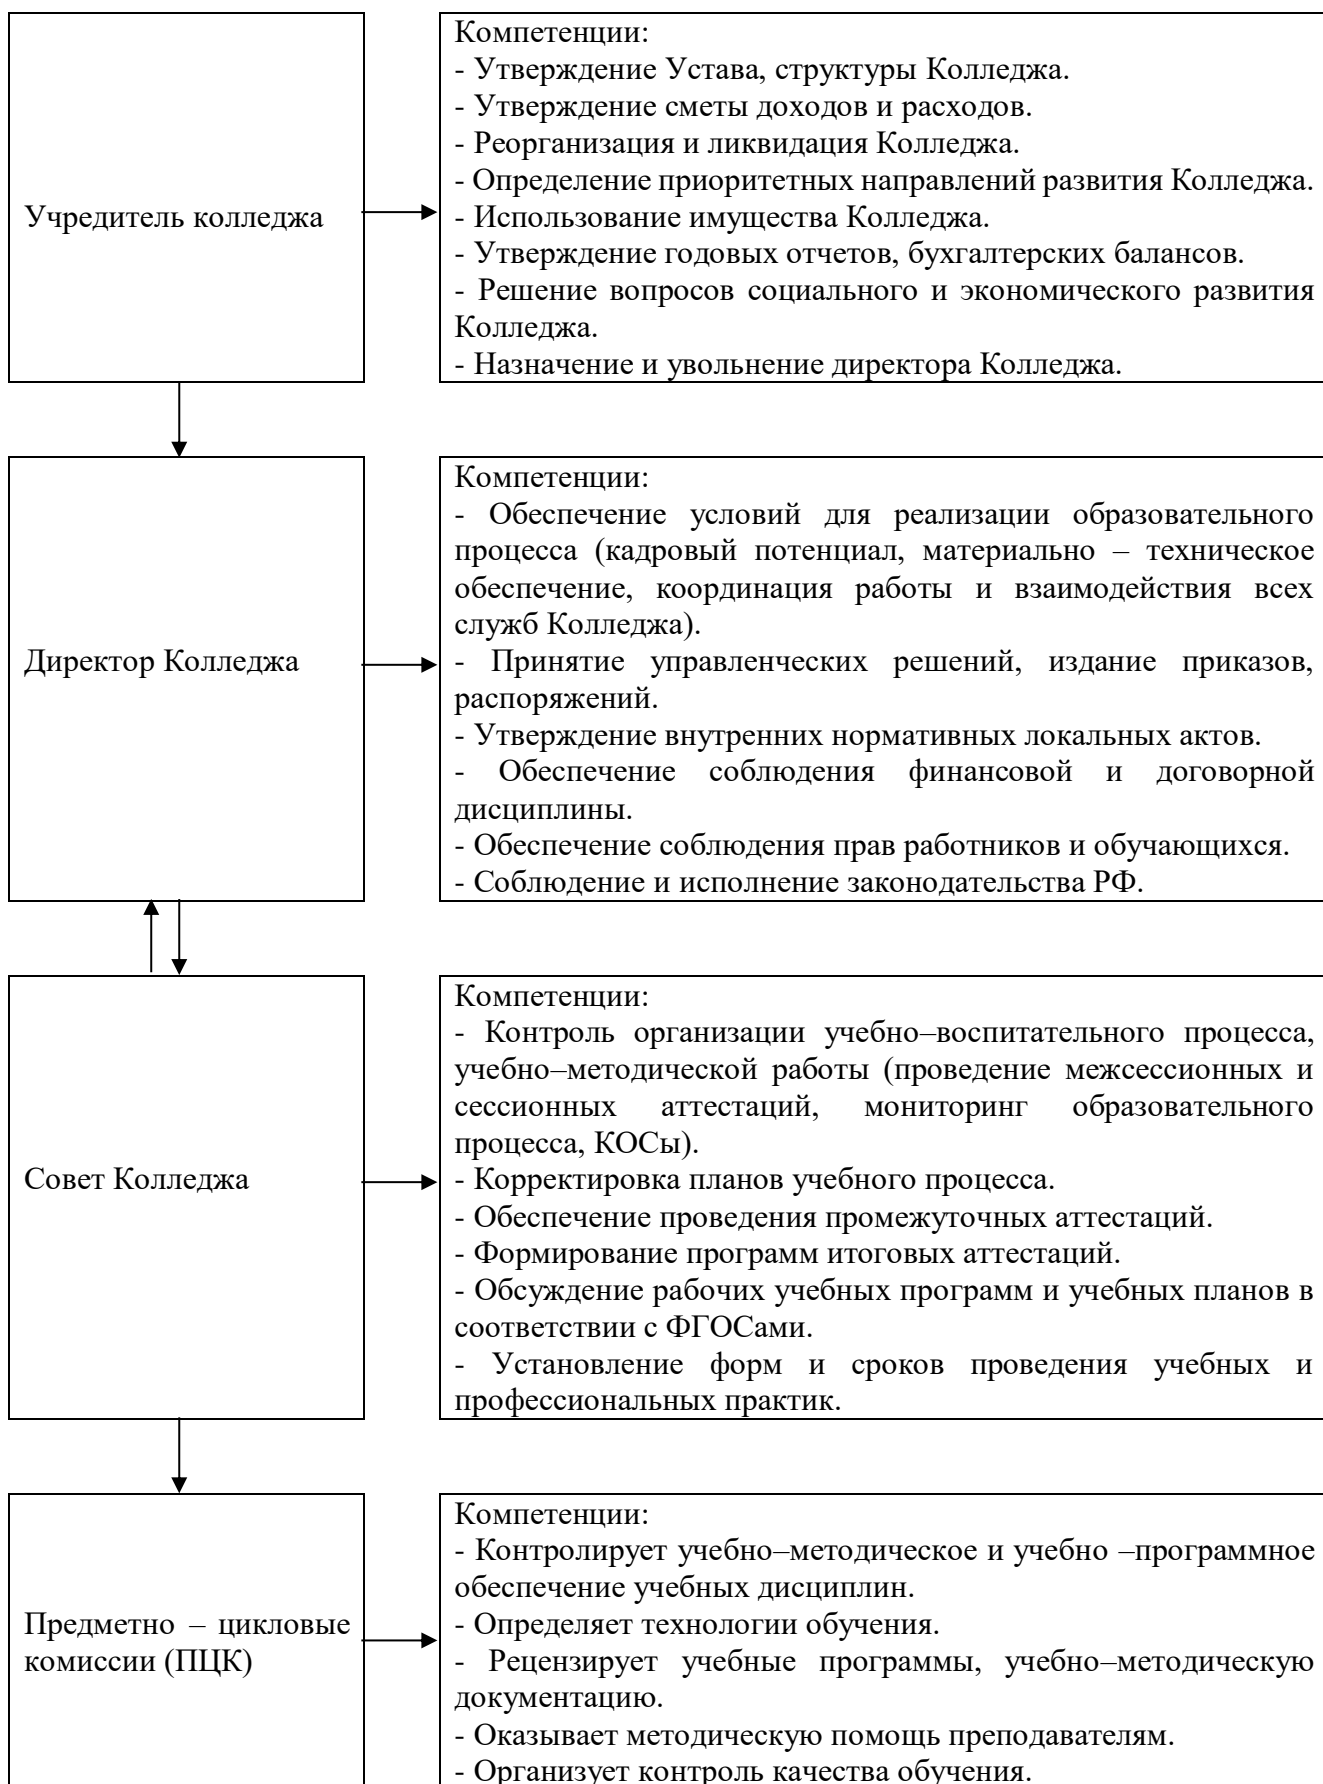 Учредитель колледжа
Компетенции:
- Утверждение Устава, структуры Колледжа.
- Утверждение сметы доходов и расходов.
- Реорганизация и ликвидация Колледжа.
- Определение приоритетных направлений развития Колледжа.
- Использование имущества Колледжа.
- Утверждение годовых отчетов, бухгалтерских балансов.
- Решение вопросов социального и экономического развития
Колледжа.
- Назначение и увольнение директора Колледжа.
Директор Колледжа
Компетенции:
- Обеспечение условий для реализации образовательного
процесса (кадровый потенциал, материально – техническое
обеспечение, координация работы и взаимодействия всех
служб Колледжа).
- Принятие управленческих решений, издание приказов,
распоряжений.
- Утверждение внутренних нормативных локальных актов.
- Обеспечение соблюдения финансовой и договорной
дисциплины.
- Обеспечение соблюдения прав работников и обучающихся.
- Соблюдение и исполнение законодательства РФ.
Совет Колледжа
Компетенции:
- Контроль организации учебно–воспитательного процесса,
учебно–методической работы (проведение межсессионных и
сессионных аттестаций, мониторинг образовательного
процесса, КОСы).
- Корректировка планов учебного процесса.
- Обеспечение проведения промежуточных аттестаций.
- Формирование программ итоговых аттестаций.
- Обсуждение рабочих учебных программ и учебных планов в
соответствии с ФГОСами.
- Установление форм и сроков проведения учебных и
профессиональных практик.
Предметно – цикловые
комиссии (ПЦК)
Компетенции:
- Контролирует учебно–методическое и учебно –программное
обеспечение учебных дисциплин.
- Определяет технологии обучения.
- Рецензирует учебные программы, учебно–методическую
документацию.
- Оказывает методическую помощь преподавателям.
- Организует контроль качества обучения.